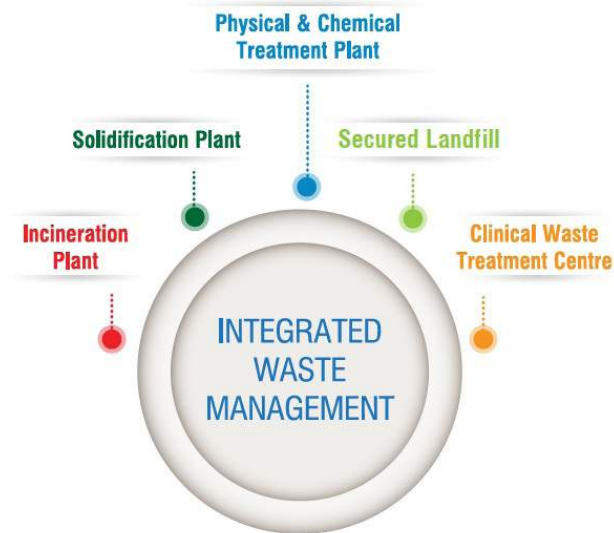 Physical & Chemical
Treatment Plant
Solidification Plant
Secured Landfill
Incineration
Plant
Clinical Waste
Treatment Centre
INTEGRATED
WASTE
MANAGEMENT